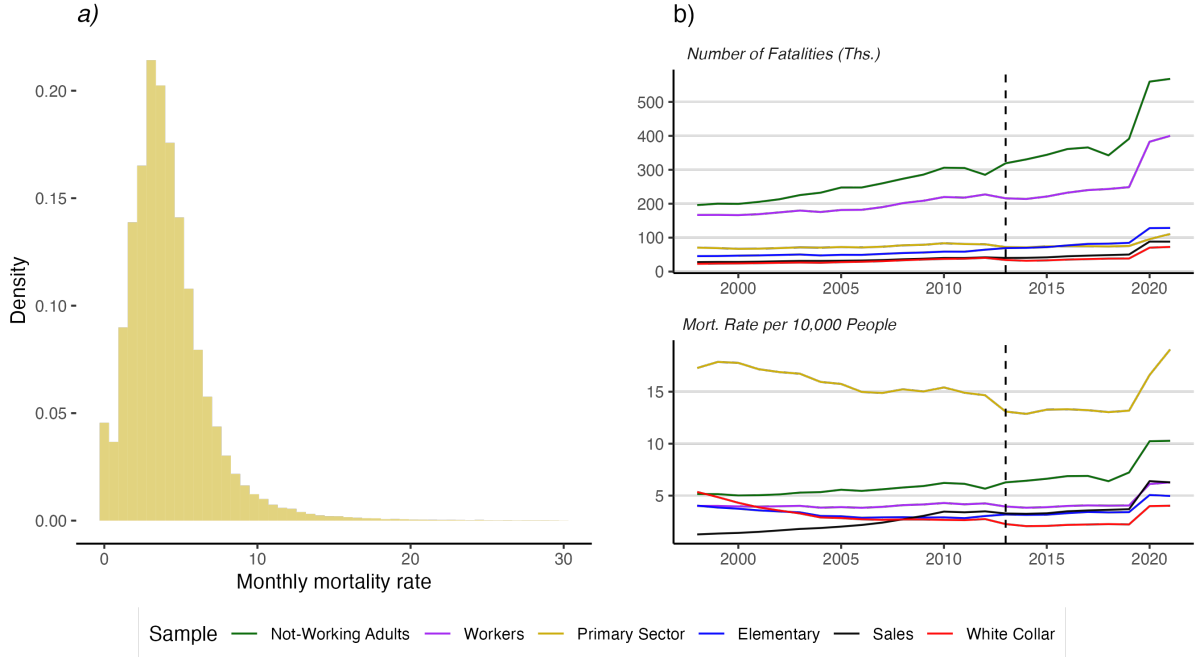 a)
Density
0.20
0.15
0.10
0.05
0.00
0 10 20 30
Monthly mortality rate
b)
Number of Fatalities (Ths.)
500
400
300
200
100
0
2000 2005 2010 2015 2020
Mort. Rate per 10,000 People
15
10
5
2000 2005 2010 2015 2020
Sample Not-Working Adults Workers Primary Sector Elementary Sales White Collar